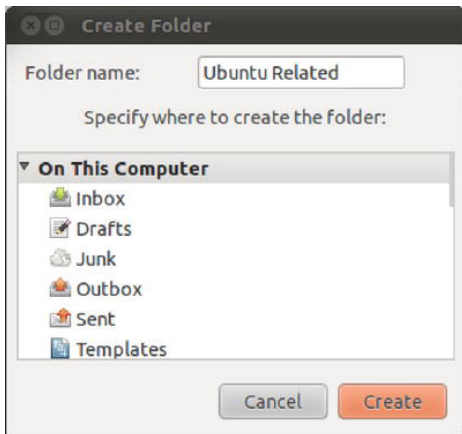 Create Folder
Folder name: Ubuntu Related
Specify where to create the folder:
On This Computer
Inbox
Drafts
Junk
Outbox
Sent
Templates
Cancel Create